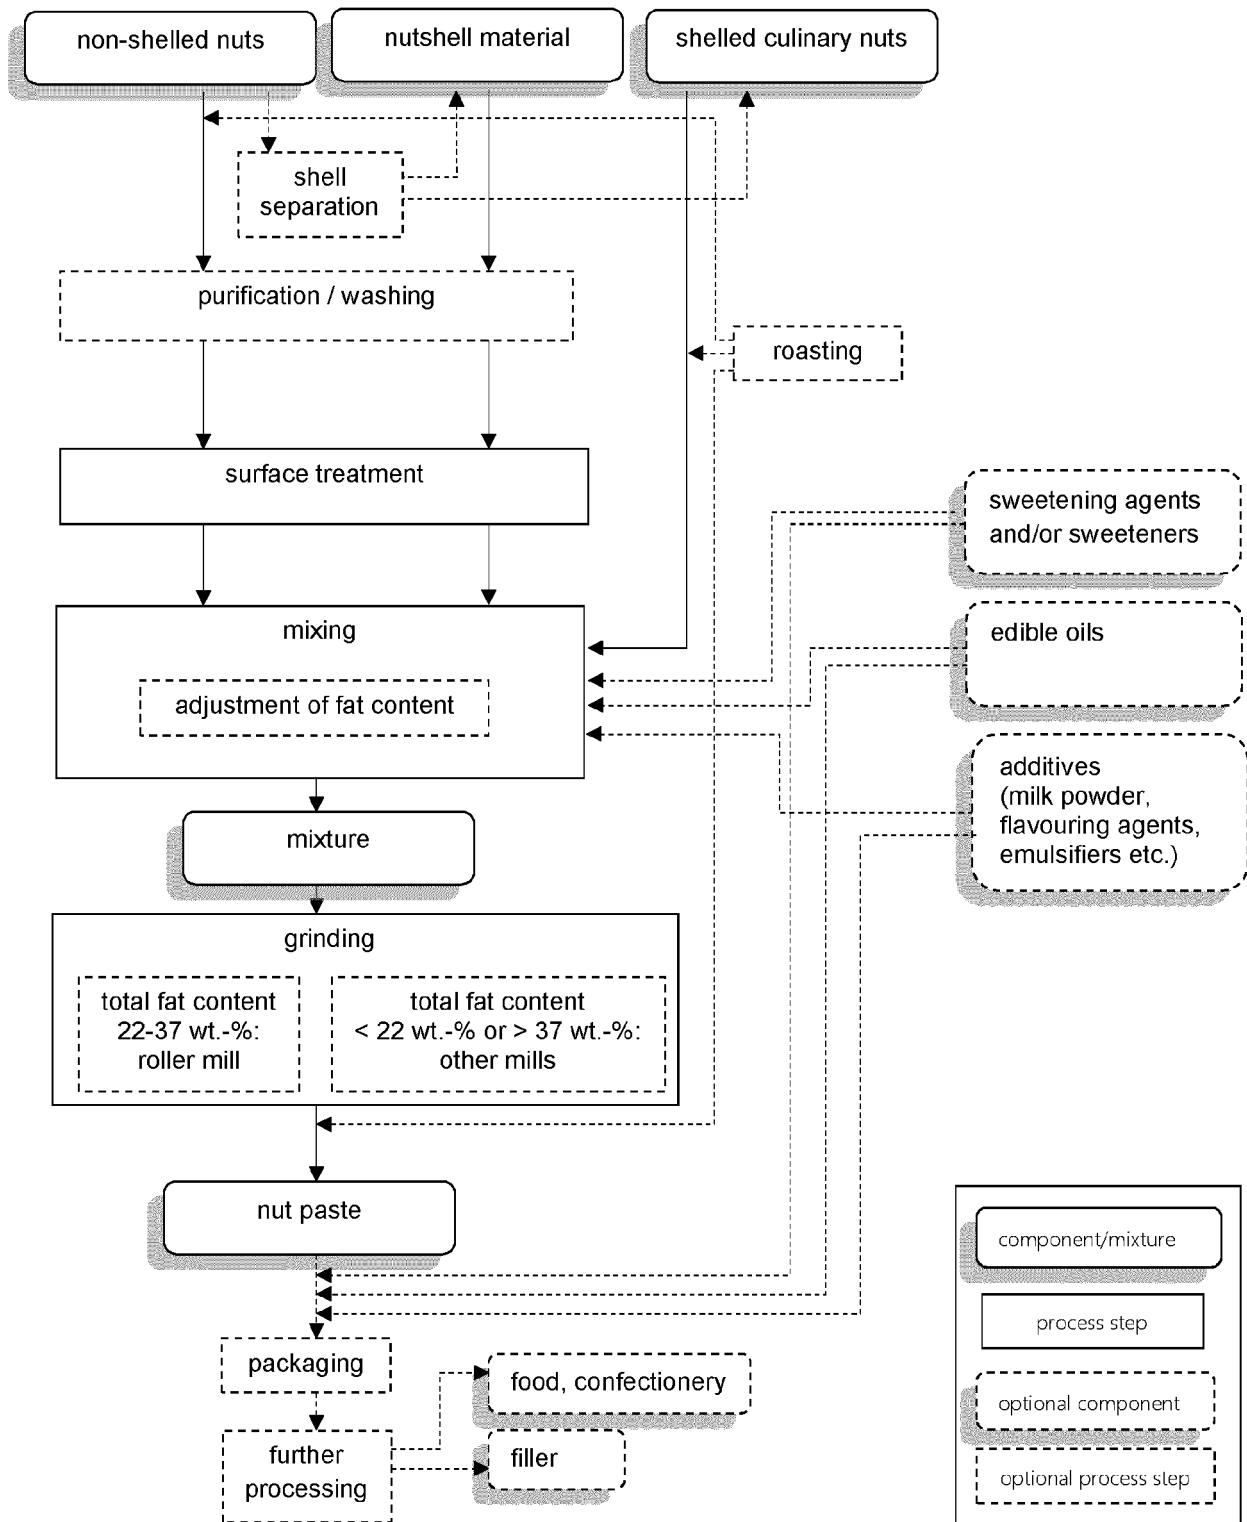 non-shelled nuts
nutshell material
shelled culinary nuts
shell
separation
purification / washing
roasting
surface treatment
sweetening agents
and/or sweeteners
mixing
edible oils
adjustment of fat content
additives
(milk powder,
flavouring agents,
emulsifiers etc.)
mixture
grinding
total fat content
22-37 wt.-%:
roller mill
total fat content
< 22 wt.-% or > 37 wt.-%:
other mills
nut paste
packaging
food, confectionery
further
processing
filler
component/mixture
process step
optional component
optional process step